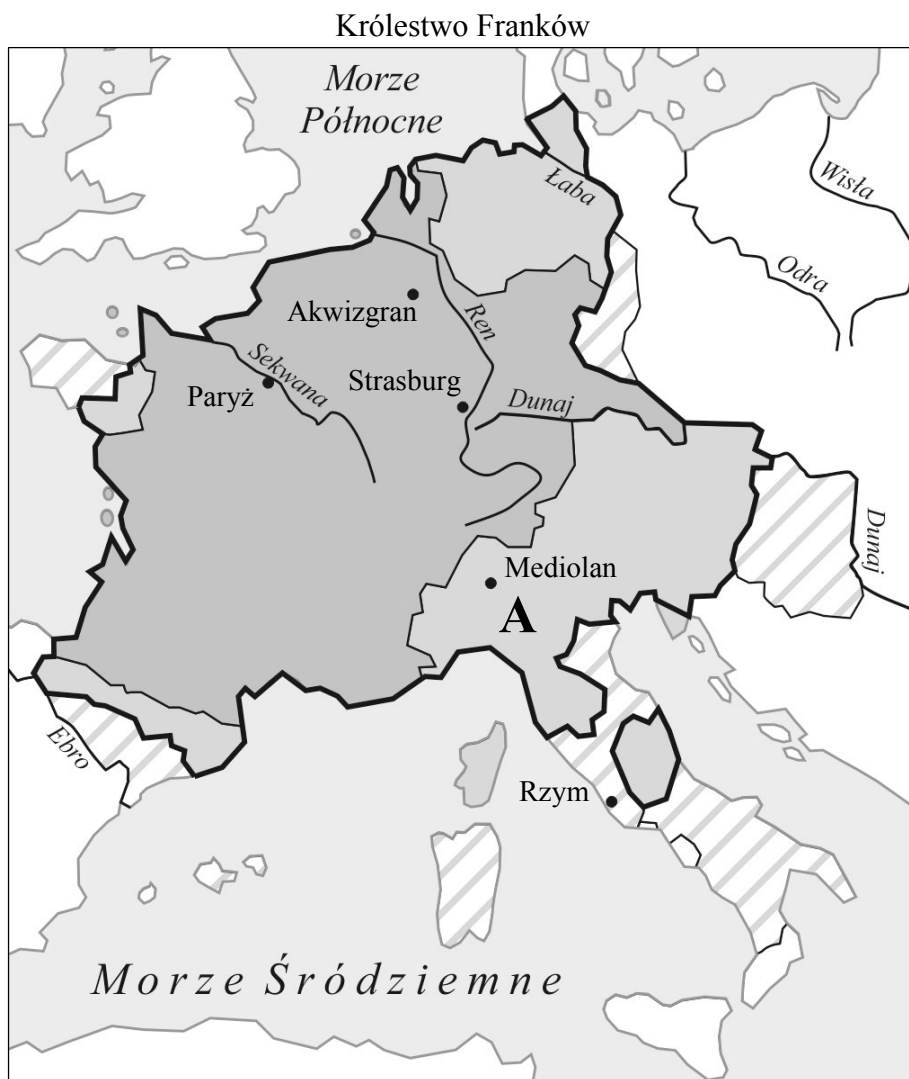 Królestwo Franków
Morze
Północne
Łaba
Wisła
Odra
Akwizgran
Ren
Sekwana
Paryż
Strasburg
Dunaj
Dunaj
Mediolan
A
Ebro
Rzym
Morze Śródziemne